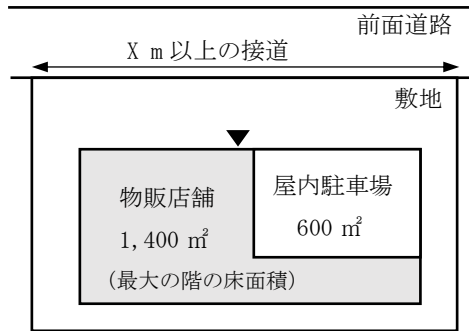 前面道路
X m 以上の接道
敷地
物販店舗
1,400 ㎡
(最大の階の床面積)
屋内駐車場
600 ㎡